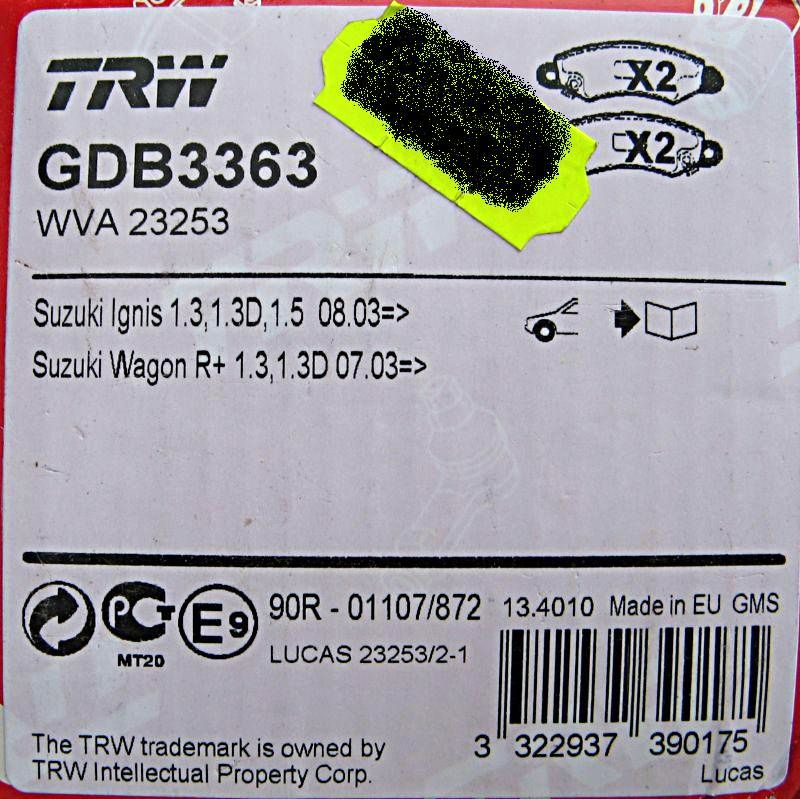 TRW
X2
GDB3363
X2
WVA 23253
Suzuki Ignis 1.3,1.3D,1.5 08.03=>
Suzuki Wagon R+ 1.3,1.3D 07.03=>
PCT
MT20
E9
90R - 01107/872 13.4010 Made in EU GMS
LUCAS 23253/2-1
3 322937 390175
The TRW trademark is owned by
TRW Intellectual Property Corp.
Lucas